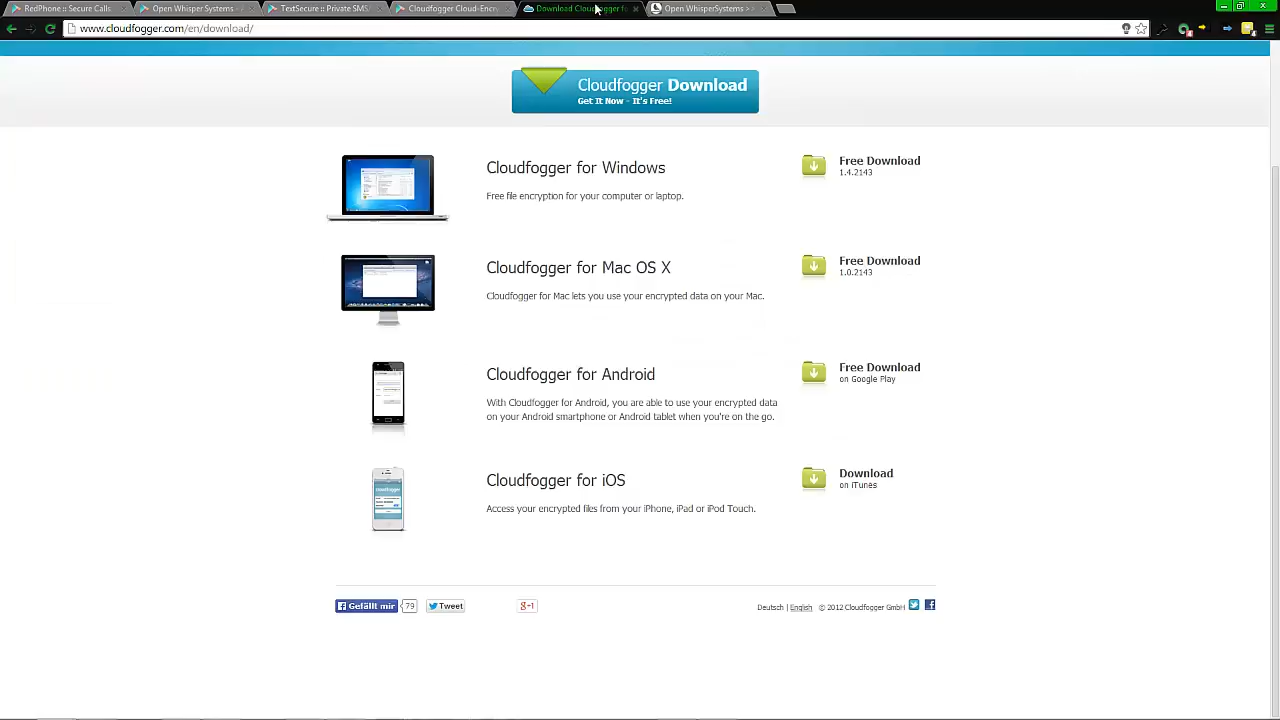 RedPhone :: Secure Calls
Open Whisper Systems -
TextSecure :: Private SMS/
Cloudfogger Cloud-Encr
Download Cloudfogger fo
Open WhisperSystems >>
www.cloudfogger.com/en/download/
Cloudfogger Download
Get It Now - It's Free!
Cloudfogger for Windows
Free file encryption for your computer or laptop.
Free Download
1.4.2143
Cloudfogger for Mac OS X
Cloudfogger for Mac lets you use your encrypted data on your Mac.
Free Download
1.0.2143
Cloudfogger for Android
With Cloudfogger for Android, you are able to use your encrypted data
on your Android smartphone or Android tablet when you're on the go.
Free Download
on Google Play
Cloudfogger for iOS
Access your encrypted files from your iPhone, iPad or iPod Touch.
Download
on iTunes
Gefällt mir 79 Tweet g+1
Deutsch | English © 2012 Cloudfogger GmbH